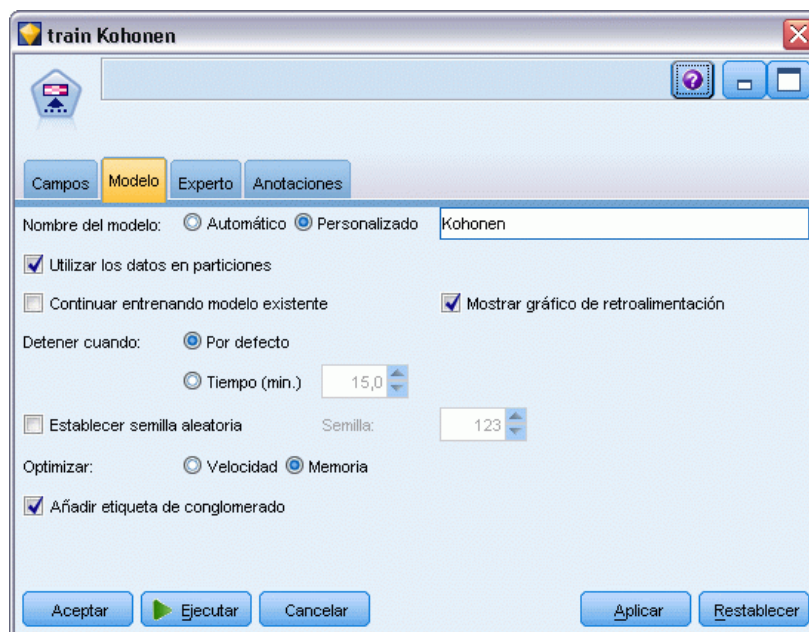 train Kohonen
Campos Modelo Experto Anotaciones
Nombre del modelo: Automático Personalizado Kohonen
Utilizar los datos en particiones
Continuar entrenando modelo existente Mostrar gráfico de retroalimentación
Detener cuando: Por defecto
Tiempo (min.) 15,0
Establecer semilla aleatoria Semilla: 123
Optimizar: Velocidad Memoria
Añadir etiqueta de conglomerado
Aceptar Ejecutar Cancelar Aplicar Restablecer